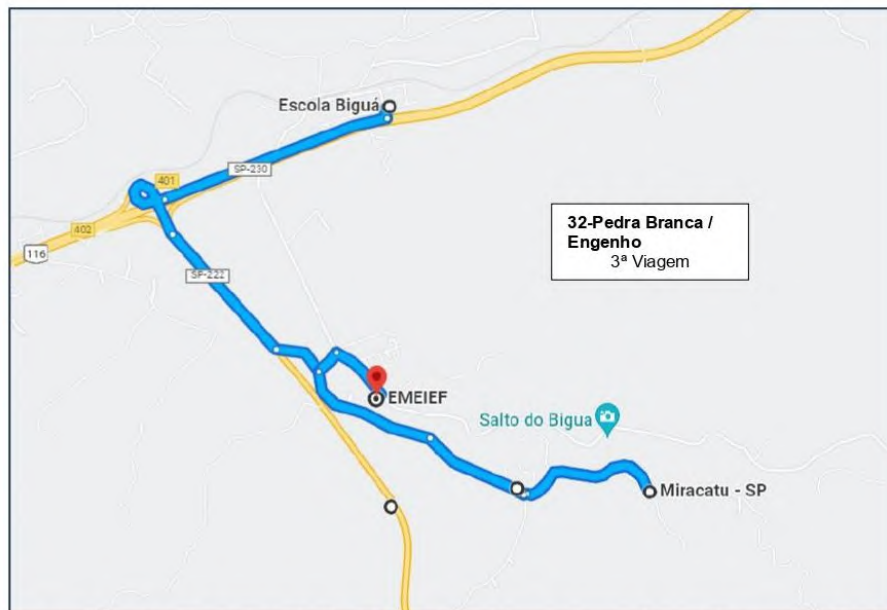 Escola Biguá
SP-230
401
402
116
SP-222
32-Pedra Branca /
Engenho
3ª Viagem
EMEIEF
Salto do Bigua
Miracatu - SP